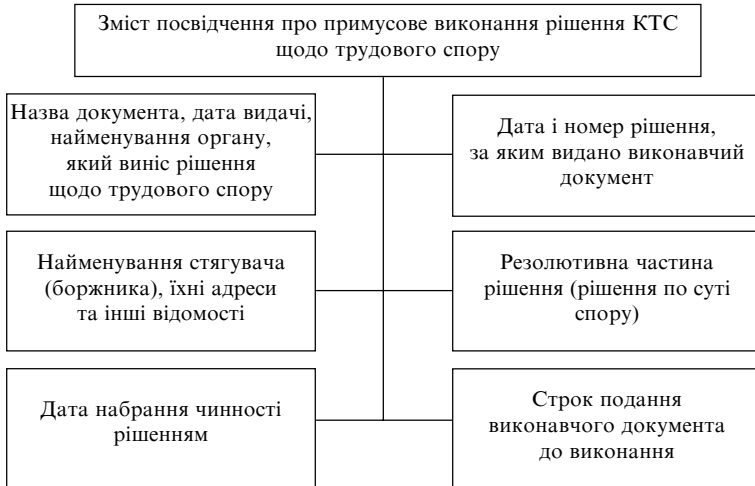 Зміст посвідчення про примусове виконання рішення КТС
щодо трудового спору
Назва документа, дата видачі,
найменування органу,
який виніс рішення
щодо трудового спору
Дата і номер рішення,
за яким видано виконавчий
документ
Найменування стягувача
(боржника), їхні адреси
та інші відомості
Резолютивна частина
рішення (рішення по суті
спору)
Дата набрання чинності
рішенням
Строк подання
виконавчого документа
до виконання